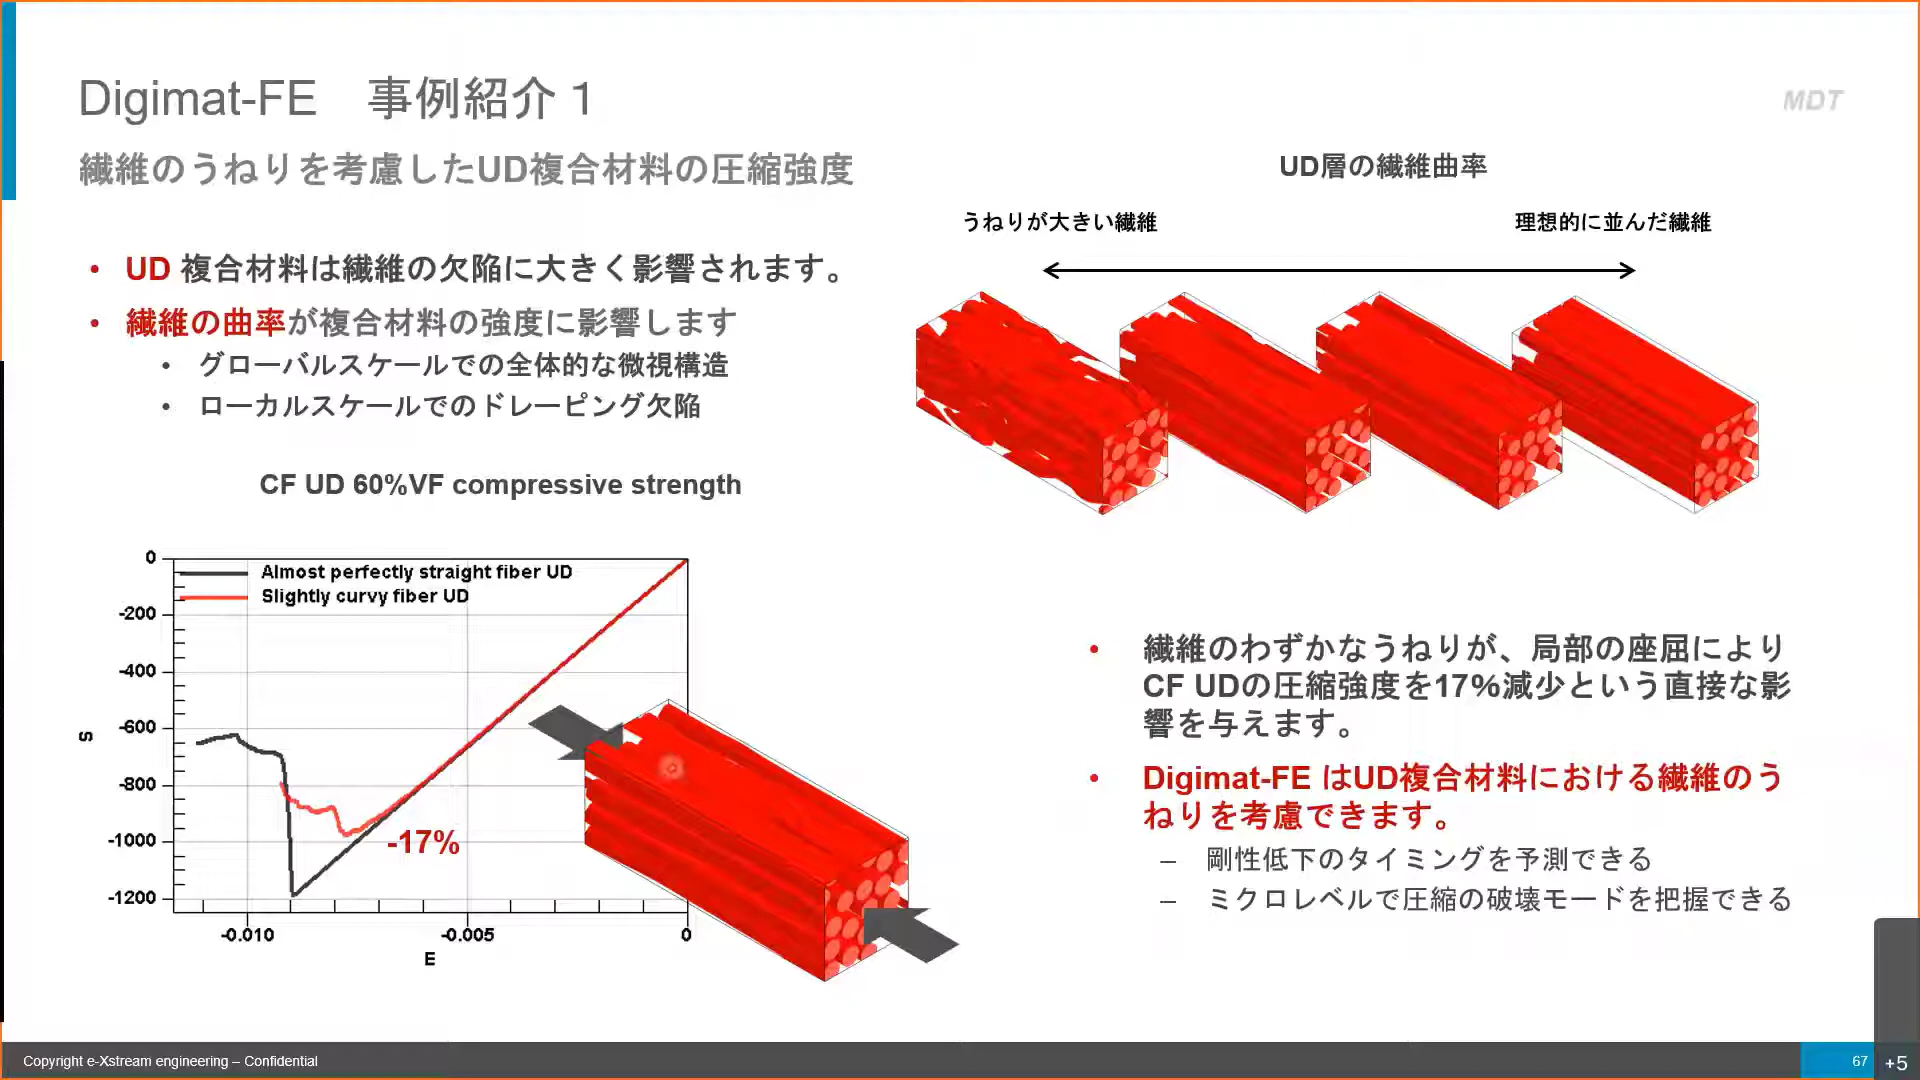 Digimat-FE　事例紹介１
MDT
繊維のうねりを考慮したUD複合材料の圧縮強度
• UD 複合材料は繊維の欠陥に大きく影響されます。
• 繊維の曲率が複合材料の強度に影響します
• グローバルスケールでの全体的な微視構造
• ローカルスケールでのドレーピング欠陥
UD層の繊維曲率
うねりが大きい繊維
理想的に並んだ繊維
CF UD 60%VF compressive strength
Almost perfectly straight fiber UD
Slightly curvy fiber UD
0
-200
-400
-600
-800
-1000
-1200
S
-17%
-0.010
-0.005
0
E
• 繊維のわずかなうねりが、局部の座屈により
CF UDの圧縮強度を17%減少という直接な影
響を与えます。
• Digimat-FE はUD複合材料における繊維のう
ねりを考慮できます。
– 剛性低下のタイミングを予測できる
– ミクロレベルで圧縮の破壊モードを把握できる
Copyright e-Xstream engineering – Confidential
67
+5